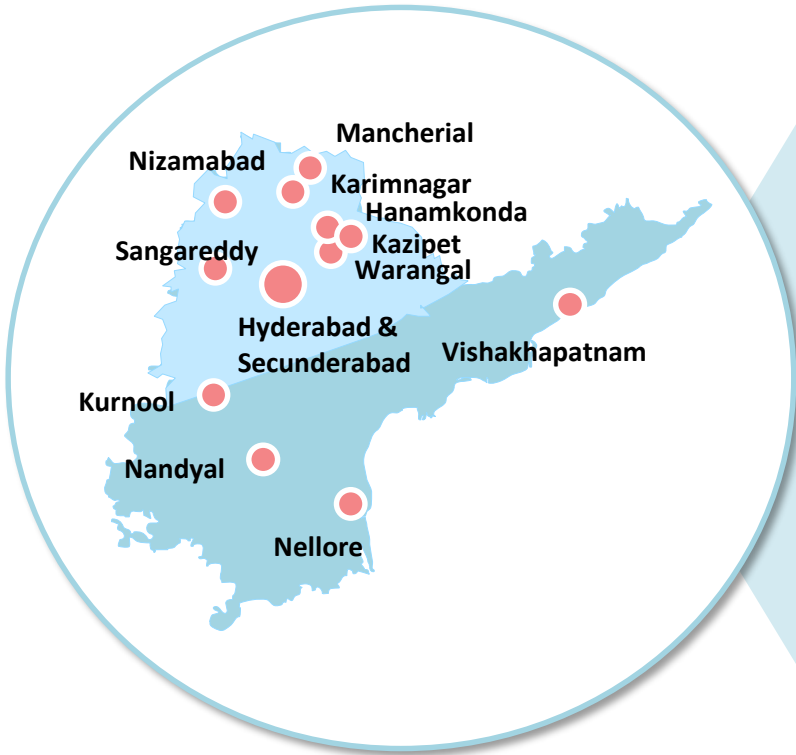 Mancherial
Nizamabad
Karimnagar
Hanamkonda
Sangareddy
Kazipet
Warangal
Hyderabad &
Secunderabad
Vishakhapatnam
Kurnool
Nandyal
Nellore